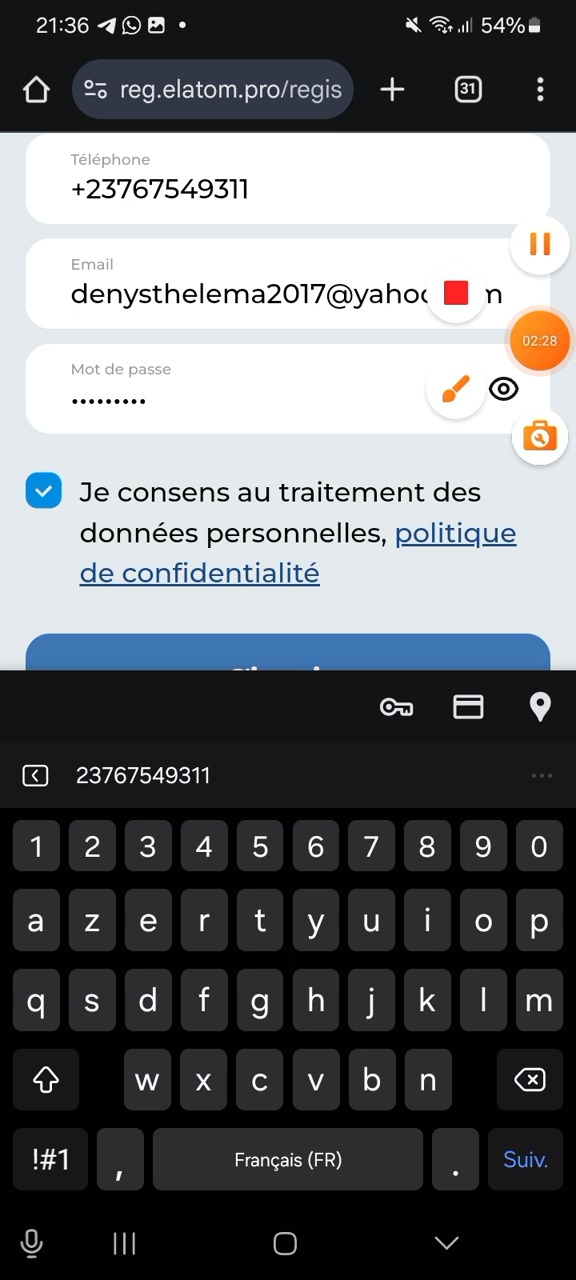 21:36
54%
reg.elatom.pro/regis
31
Téléphone
+23767549311
Email
denysthelema2017@yahoo
02:28
Mot de passe
•••••••••
Je consens au traitement des
données personnelles, politique
de confidentialité
23767549311
1 2 3 4 5 6 7 8 9 0
a z e r t y u i o p
q s d f g h j k l m
w x c v b n
!#1 , Français (FR) . Suiv.